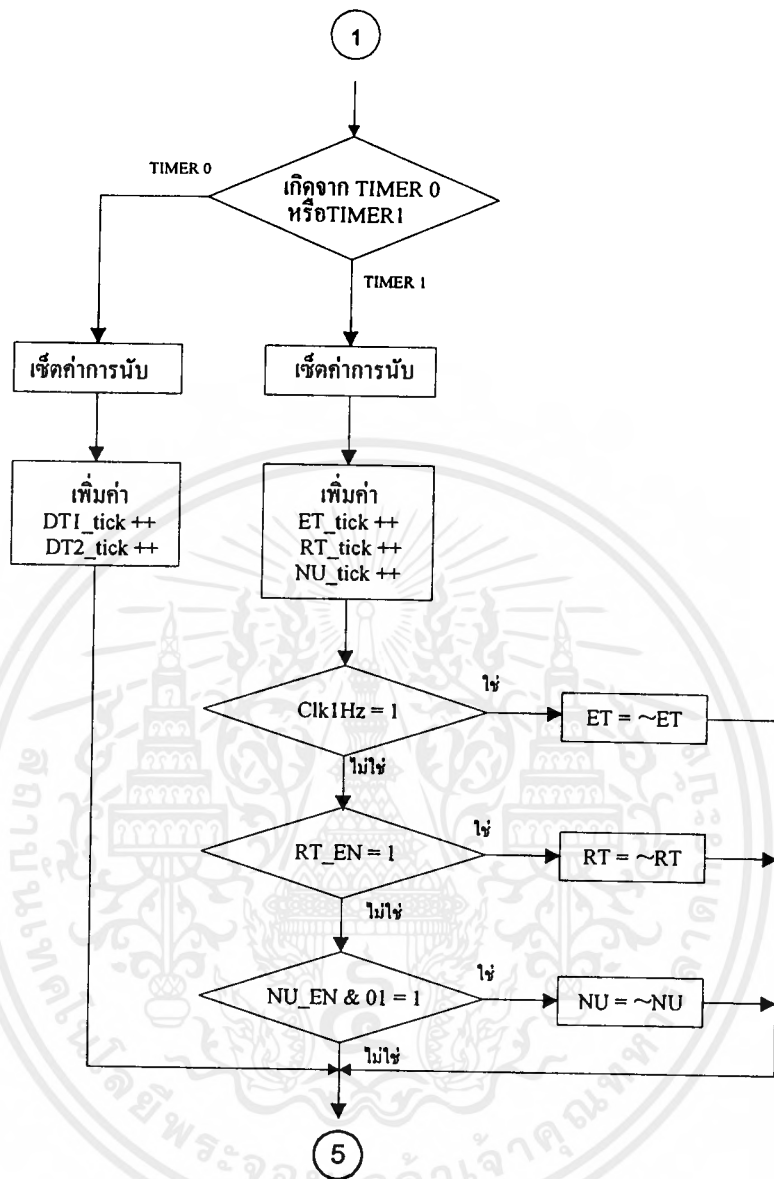 1
TIMER 0
เกิดจาก TIMER 0
หรือTIMER1
TIMER 1
เซ็ตค่าการนับ
เซ็ตค่าการนับ
เพิ่มค่า
DT1_tick ++
DT2_tick ++
เพิ่มค่า
ET_tick ++
RT_tick ++
NU_tick ++
Clk1Hz = 1
ใช่
ET = ~ET
ไม่ใช่
RT_EN = 1
ใช่
RT = ~RT
ไม่ใช่
NU_EN & 01 = 1
ใช่
NU = ~NU
ไม่ใช่
5